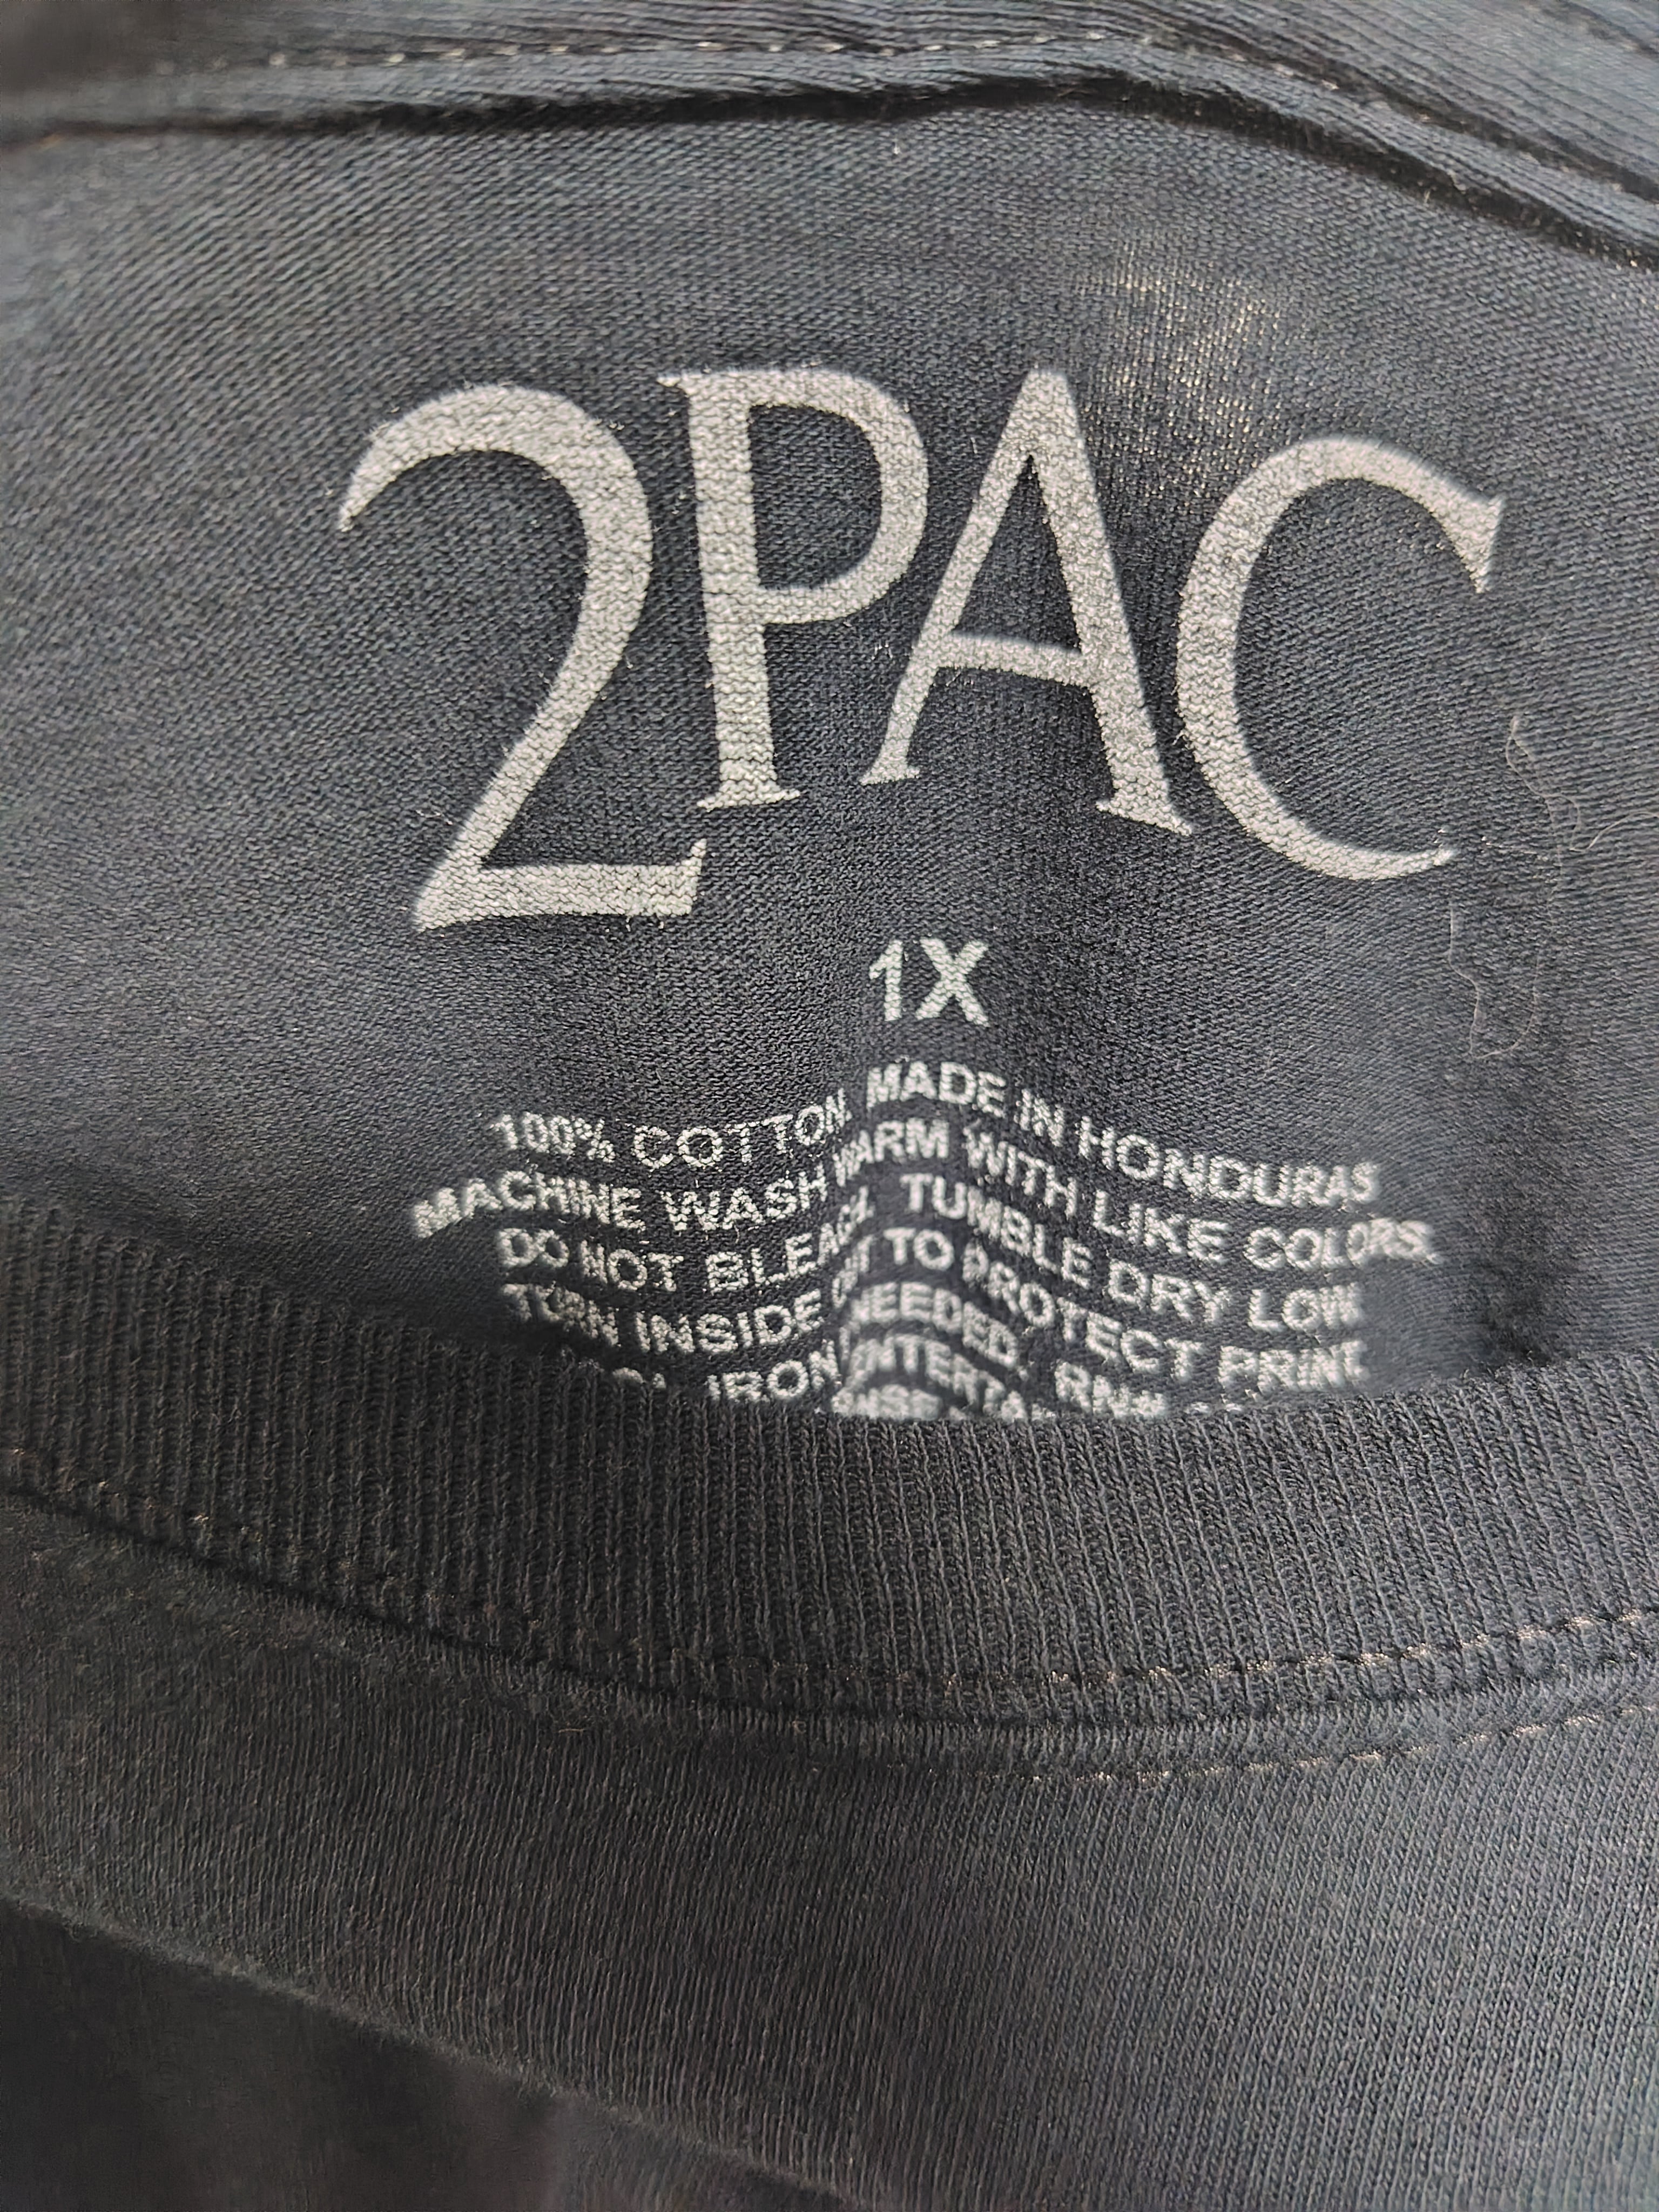 2PAC
1X
100% COTTON. MADE IN HONDURAS
MACHINE WASH WARM WITH LIKE COLORS.
DO NOT BLEACH. TUMBLE DRY LOW.
TURN INSIDE OUT TO PROTECT PRINT.
IRON NEEDED. RN#